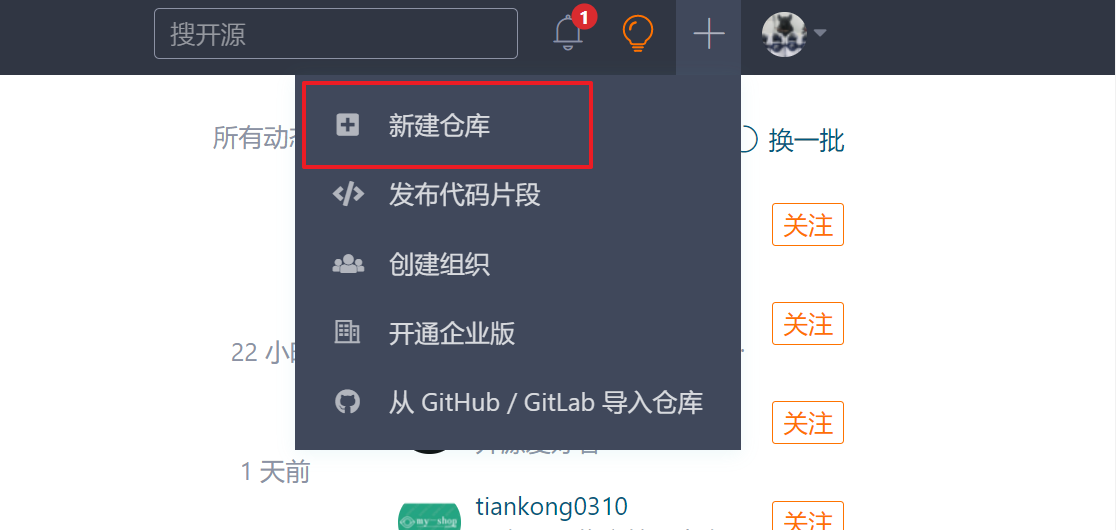 搜开源
1
新建仓库
发布代码片段
创建组织
开通企业版
从 GitHub / GitLab 导入仓库
所有动
换一批
关注
22 小
关注
关注
1 天前
tiankong0310
my shop
关注